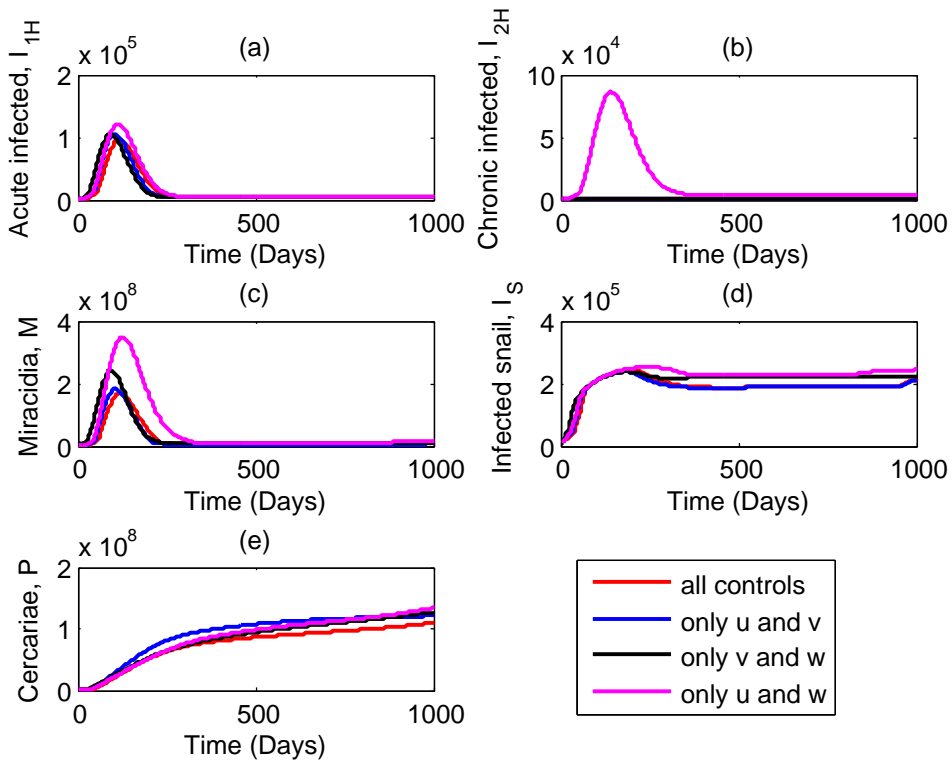 (a)
x 10^5
Acute infected, I_1H
2
1
0
0
500
1000
Time (Days)
(b)
x 10^4
Chronic infected, I_2H
10
5
0
0
500
1000
Time (Days)
(c)
x 10^8
Miracidia, M
4
2
0
0
500
1000
Time (Days)
(d)
x 10^5
Infected snail, I_S
4
2
0
0
500
1000
Time (Days)
(e)
x 10^8
Cercariae, P
2
1
0
0
500
1000
Time (Days)
all controls
only u and v
only v and w
only u and w